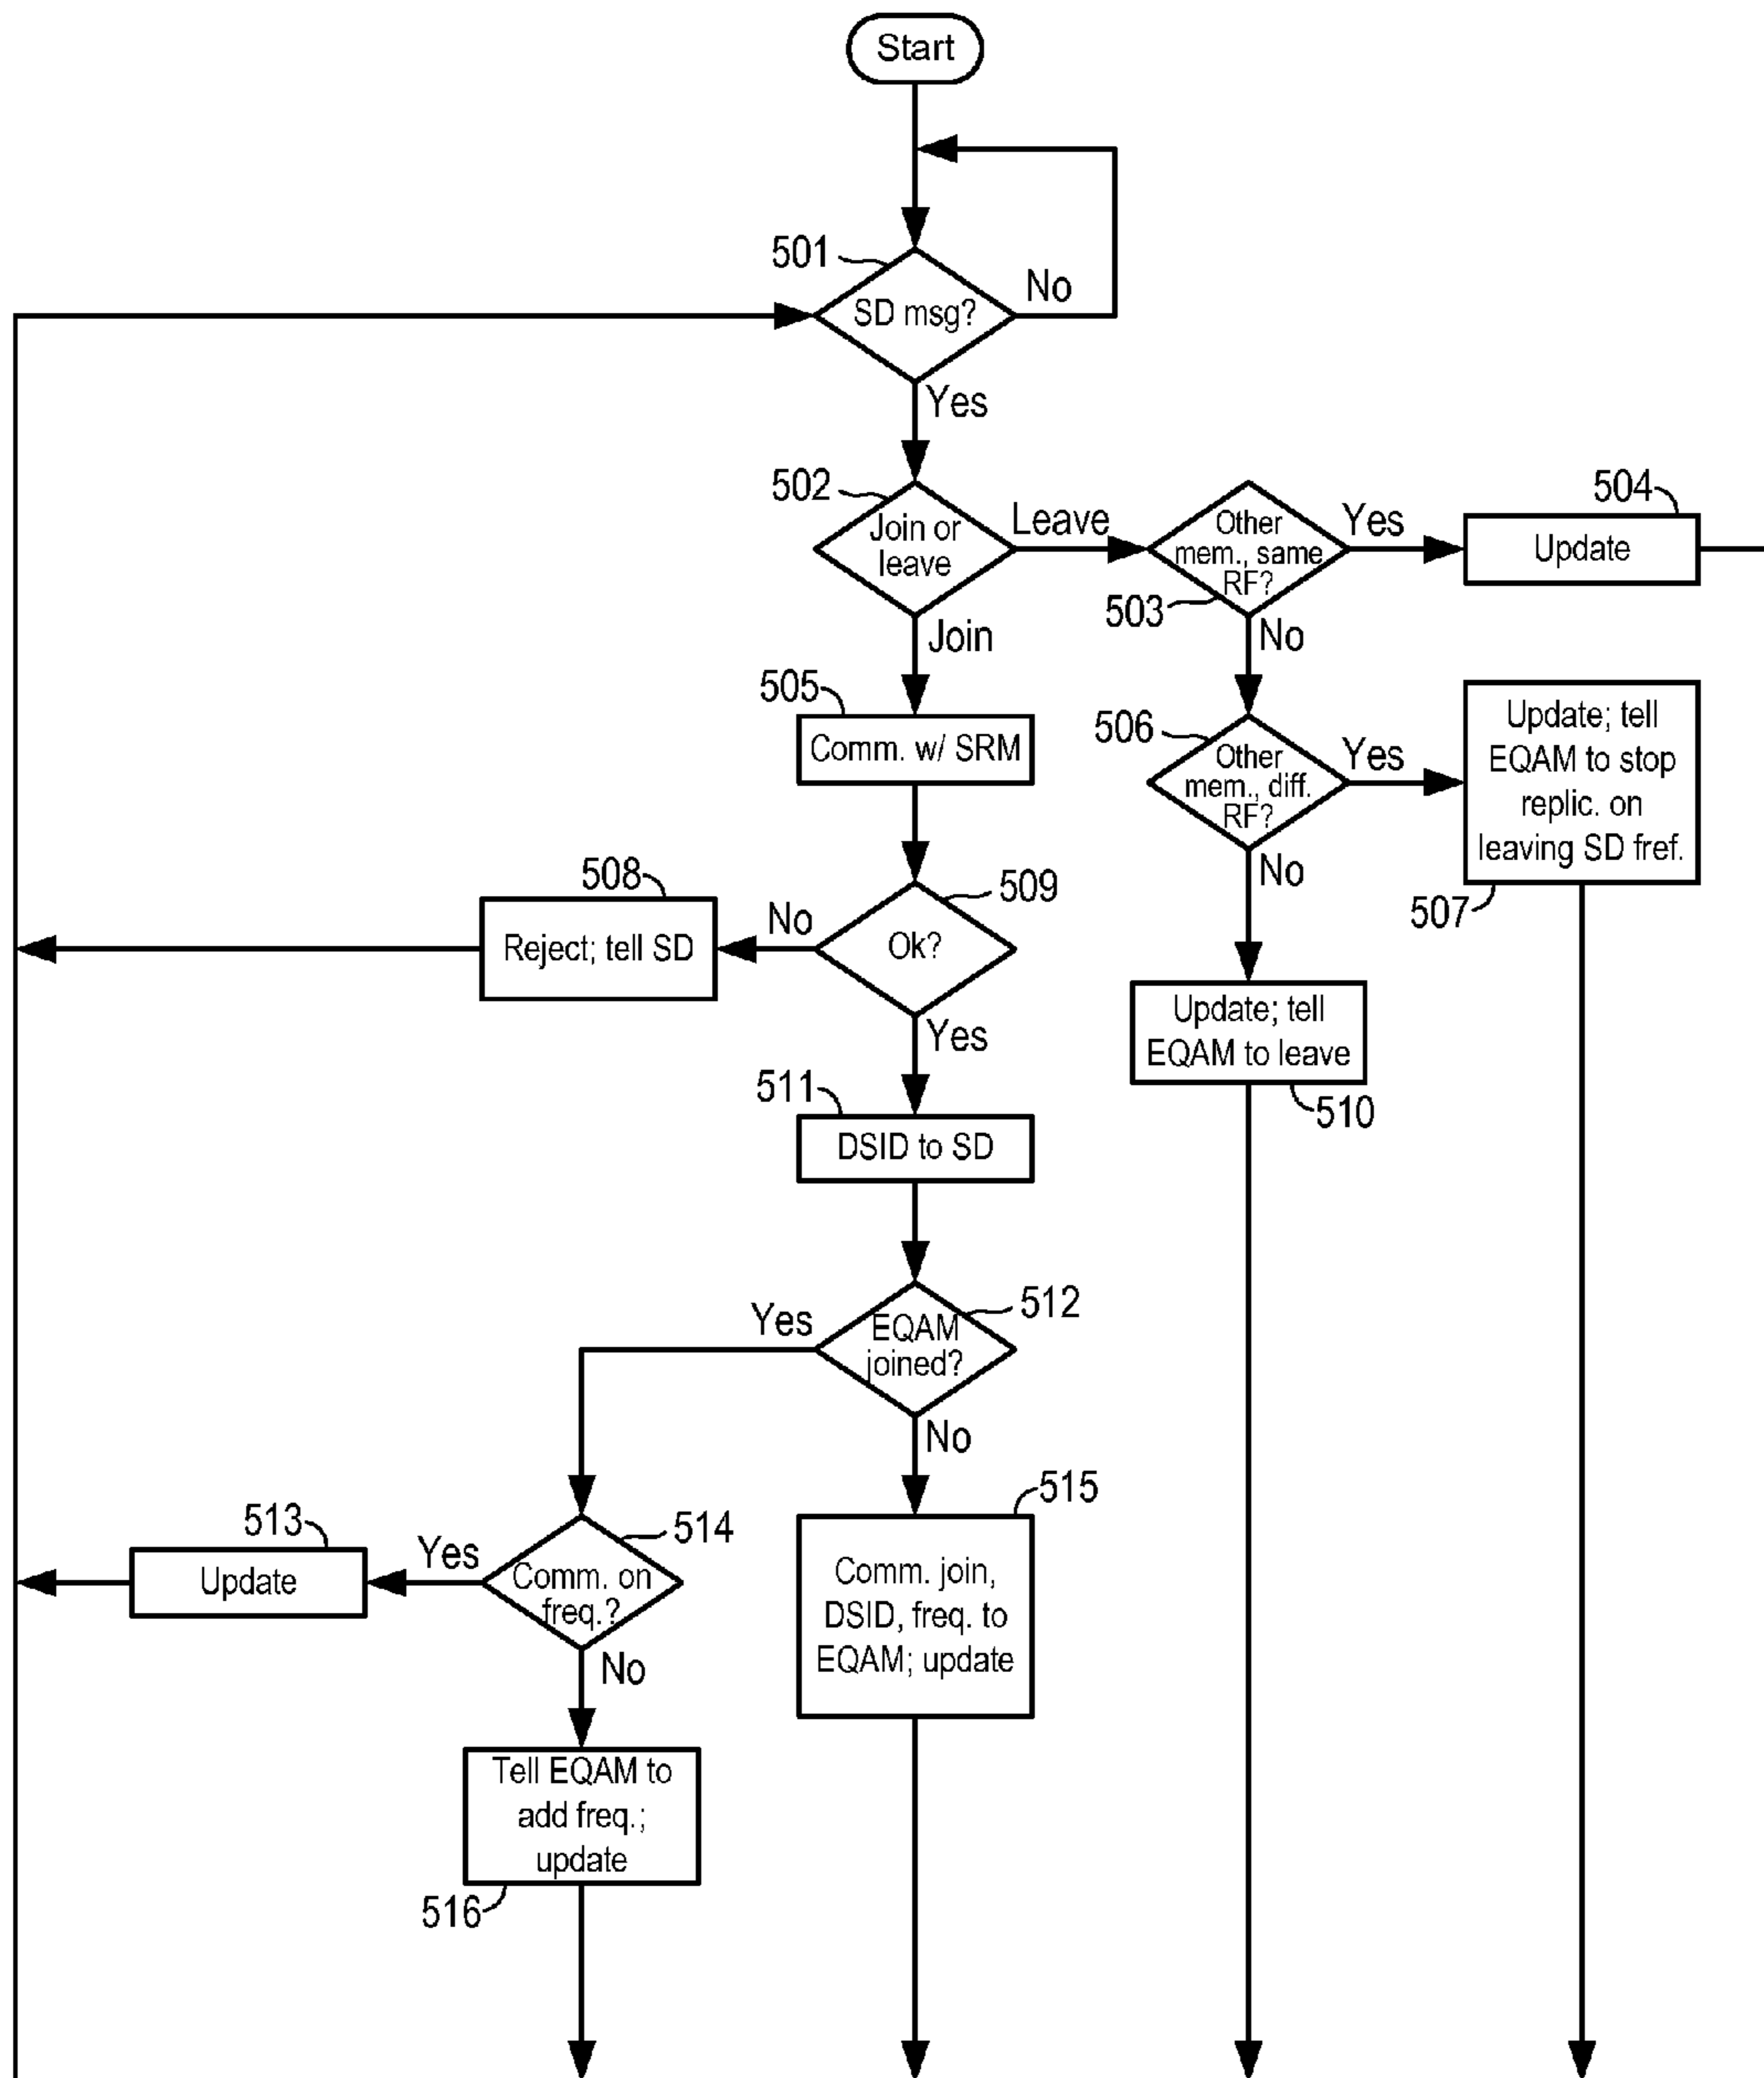 Start
501
SD msg?
No
Yes
502
Join or
leave
Leave
Join
Other
mem., same
RF?
503
Yes
No
504
Update
505
Comm. w/ SRM
506
Other
mem., diff.
RF?
Yes
No
Update; tell
EQAM to stop
replic. on
leaving SD fref.
507
508
Reject; tell SD
No
509
Ok?
Yes
Update; tell
EQAM to leave
510
511
DSID to SD
512
EQAM
joined?
Yes
No
513
Update
Yes
514
Comm. on
freq.?
No
515
Comm. join,
DSID, freq. to
EQAM; update
Tell EQAM to
add freq.;
update
516